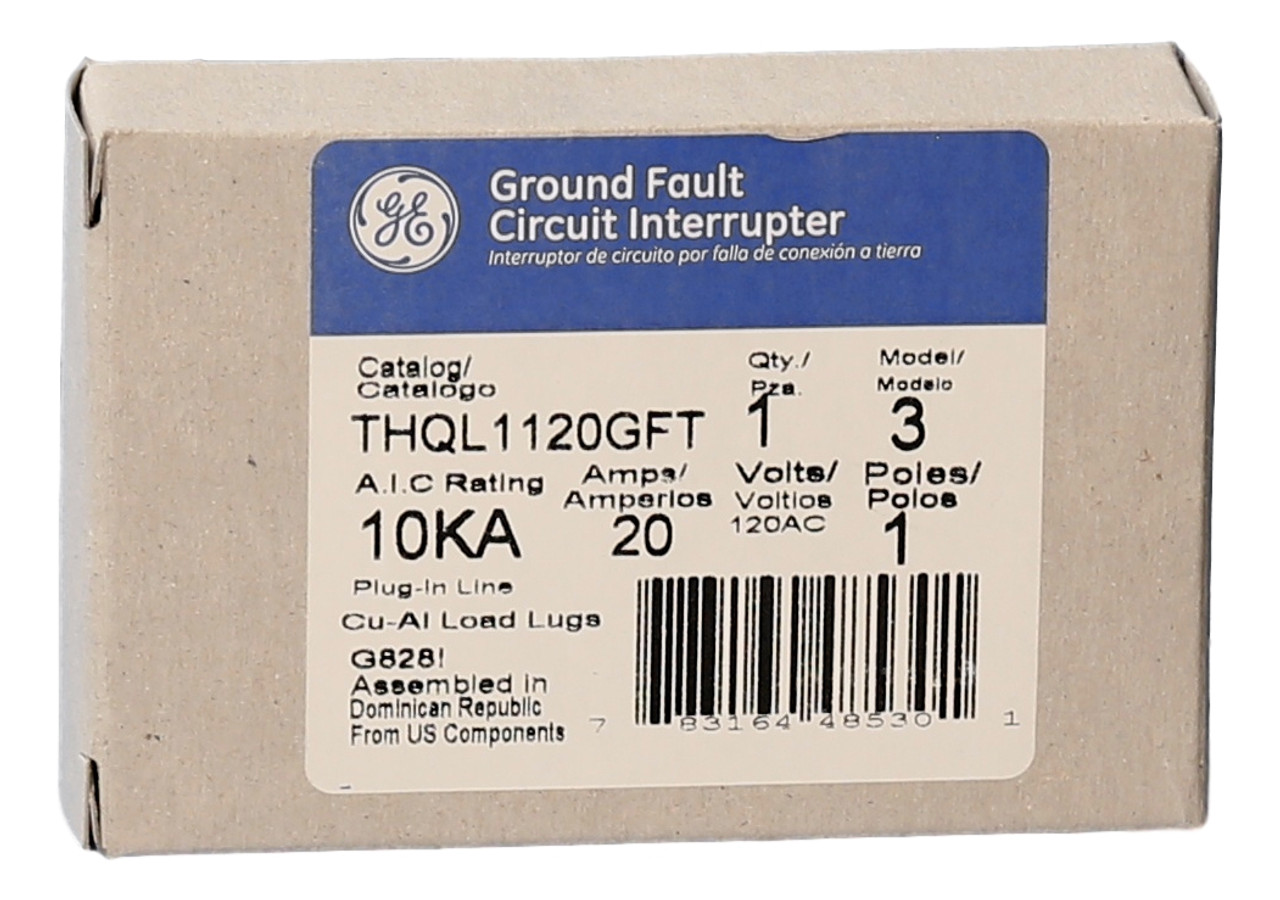 GE
Ground Fault
Circuit Interrupter
Interruptor de circuito por falla de conexión a tierra
Catalog/ Qty./ Model/
Catalogo Pza. Modelo
THQL1120GFT 1 3
A.I.C Rating Amps/ Volts/ Poles/
Amperios Voltios Polos
10KA 20 120AC 1
Plug-In Line
Cu-Al Load Lugs
G828I
Assembled in
Dominican Republic
From US Components
7 83164 48530 1